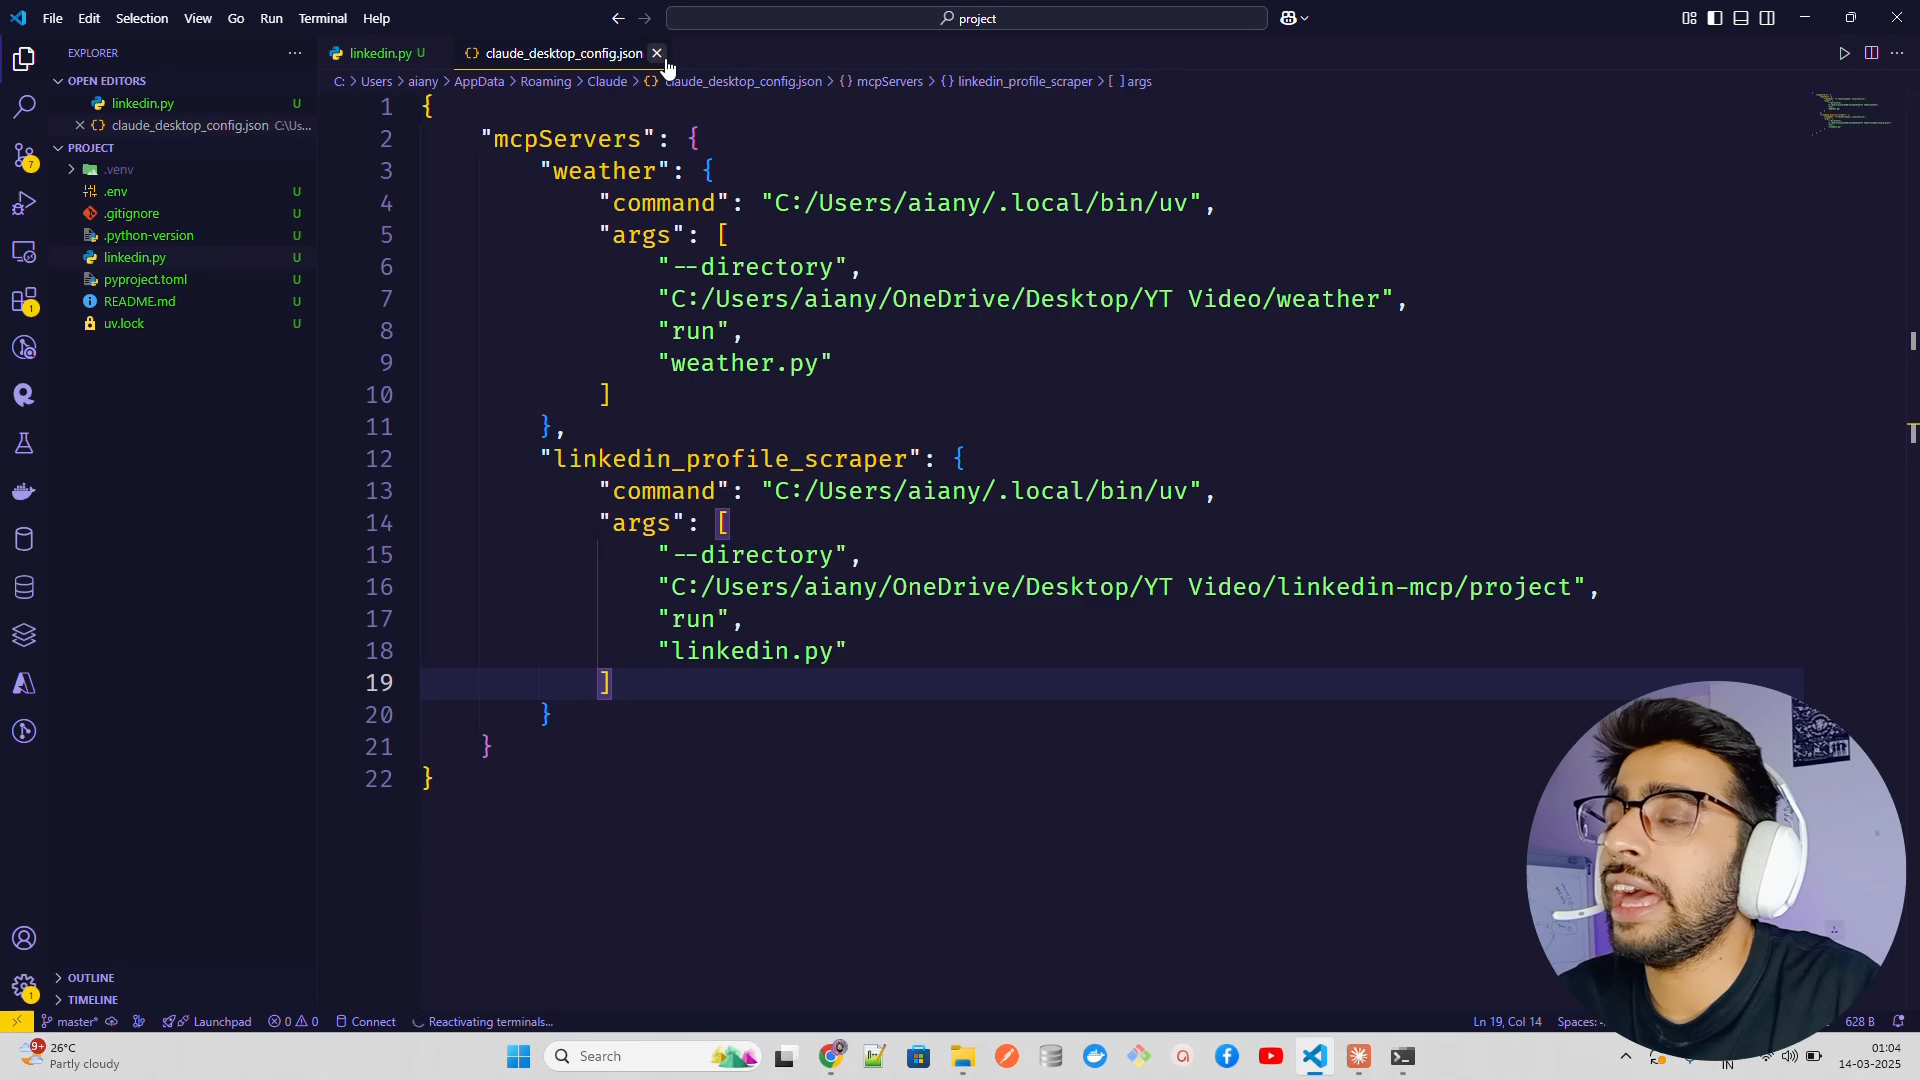 File Edit Selection View Go Run Terminal Help
project
EXPLORER
OPEN EDITORS
linkedin.py U
claude_desktop_config.json C:\Us...
PROJECT
.venv
.env U
.gitignore U
.python-version U
linkedin.py U
pyproject.toml U
README.md U
uv.lock U
OUTLINE
TIMELINE
7
1
1
linkedin.py U
claude_desktop_config.json
C: > Users > aiany > AppData > Roaming > Claude > {} claude_desktop_config.json > {} mcpServers > {} linkedin_profile_scraper > [ ] args
1 {
2 "mcpServers": {
3 "weather": {
4 "command": "C:/Users/aiany/.local/bin/uv",
5 "args": [
6 "--directory",
7 "C:/Users/aiany/OneDrive/Desktop/YT Video/weather",
8 "run",
9 "weather.py"
10 ]
11 },
12 "linkedin_profile_scraper": {
13 "command": "C:/Users/aiany/.local/bin/uv",
14 "args": [
15 "--directory",
16 "C:/Users/aiany/OneDrive/Desktop/YT Video/linkedin-mcp/project",
17 "run",
18 "linkedin.py"
19 ]
20 }
21 }
22 }
master* Launchpad 0 0 Connect Reactivating terminals... Ln 19, Col 14 Spaces: 628 B
9+
26°C
Partly cloudy
Search
IN
01:04
14-03-2025